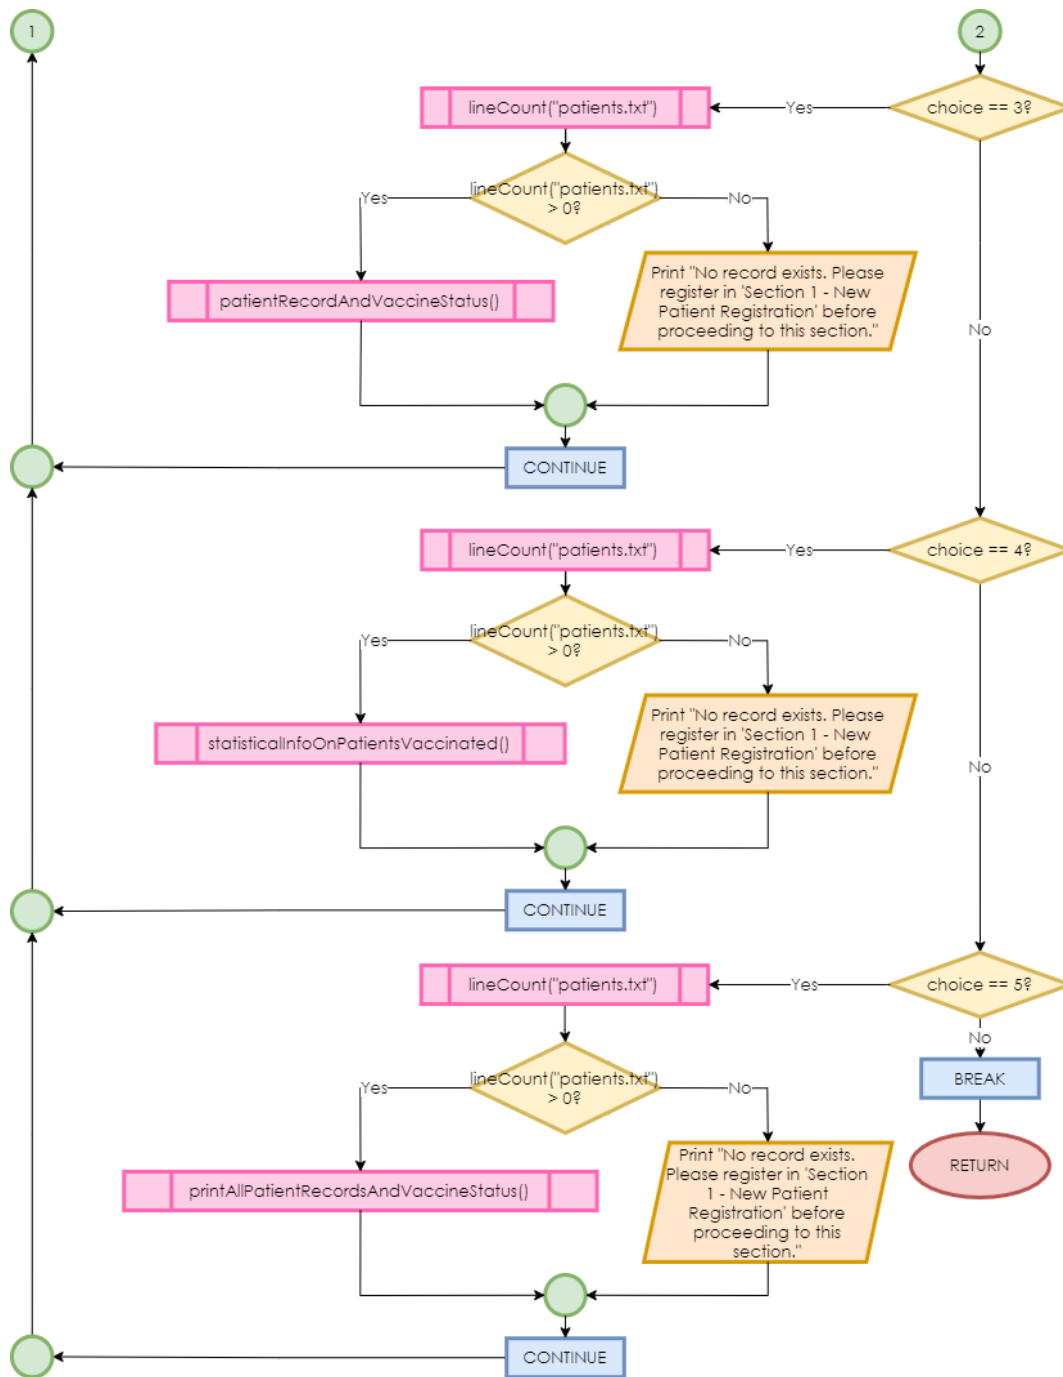 1
2
choice == 3?
Yes
lineCount("patients.txt")
lineCount("patients.txt")
> 0?
Yes
No
Print "No record exists. Please
register in 'Section 1 - New
Patient Registration' before
proceeding to this section."
patientRecordAndVaccineStatus()
No
CONTINUE
choice == 4?
Yes
lineCount("patients.txt")
lineCount("patients.txt")
> 0?
Yes
No
Print "No record exists. Please
register in 'Section 1 - New
Patient Registration' before
proceeding to this section."
statisticalInfoOnPatientsVaccinated()
No
CONTINUE
choice == 5?
Yes
lineCount("patients.txt")
No
BREAK
lineCount("patients.txt")
> 0?
Yes
No
RETURN
Print "No record exists.
Please register in 'Section
1 - New Patient
Registration' before
proceeding to this
section."
printAllPatientRecordsAndVaccineStatus()
CONTINUE